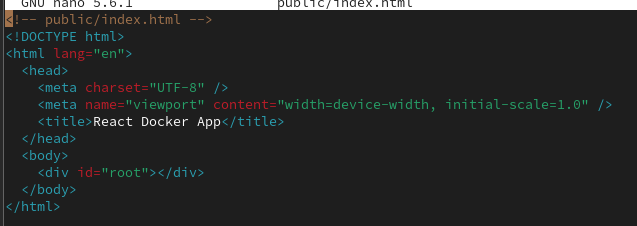 GNU nano 5.6.1 public/index.html
<!-- public/index.html -->
<!DOCTYPE html>
<html lang="en">
  <head>
    <meta charset="UTF-8" />
    <meta name="viewport" content="width=device-width, initial-scale=1.0" />
    <title>React Docker App</title>
  </head>
  <body>
    <div id="root"></div>
  </body>
</html>